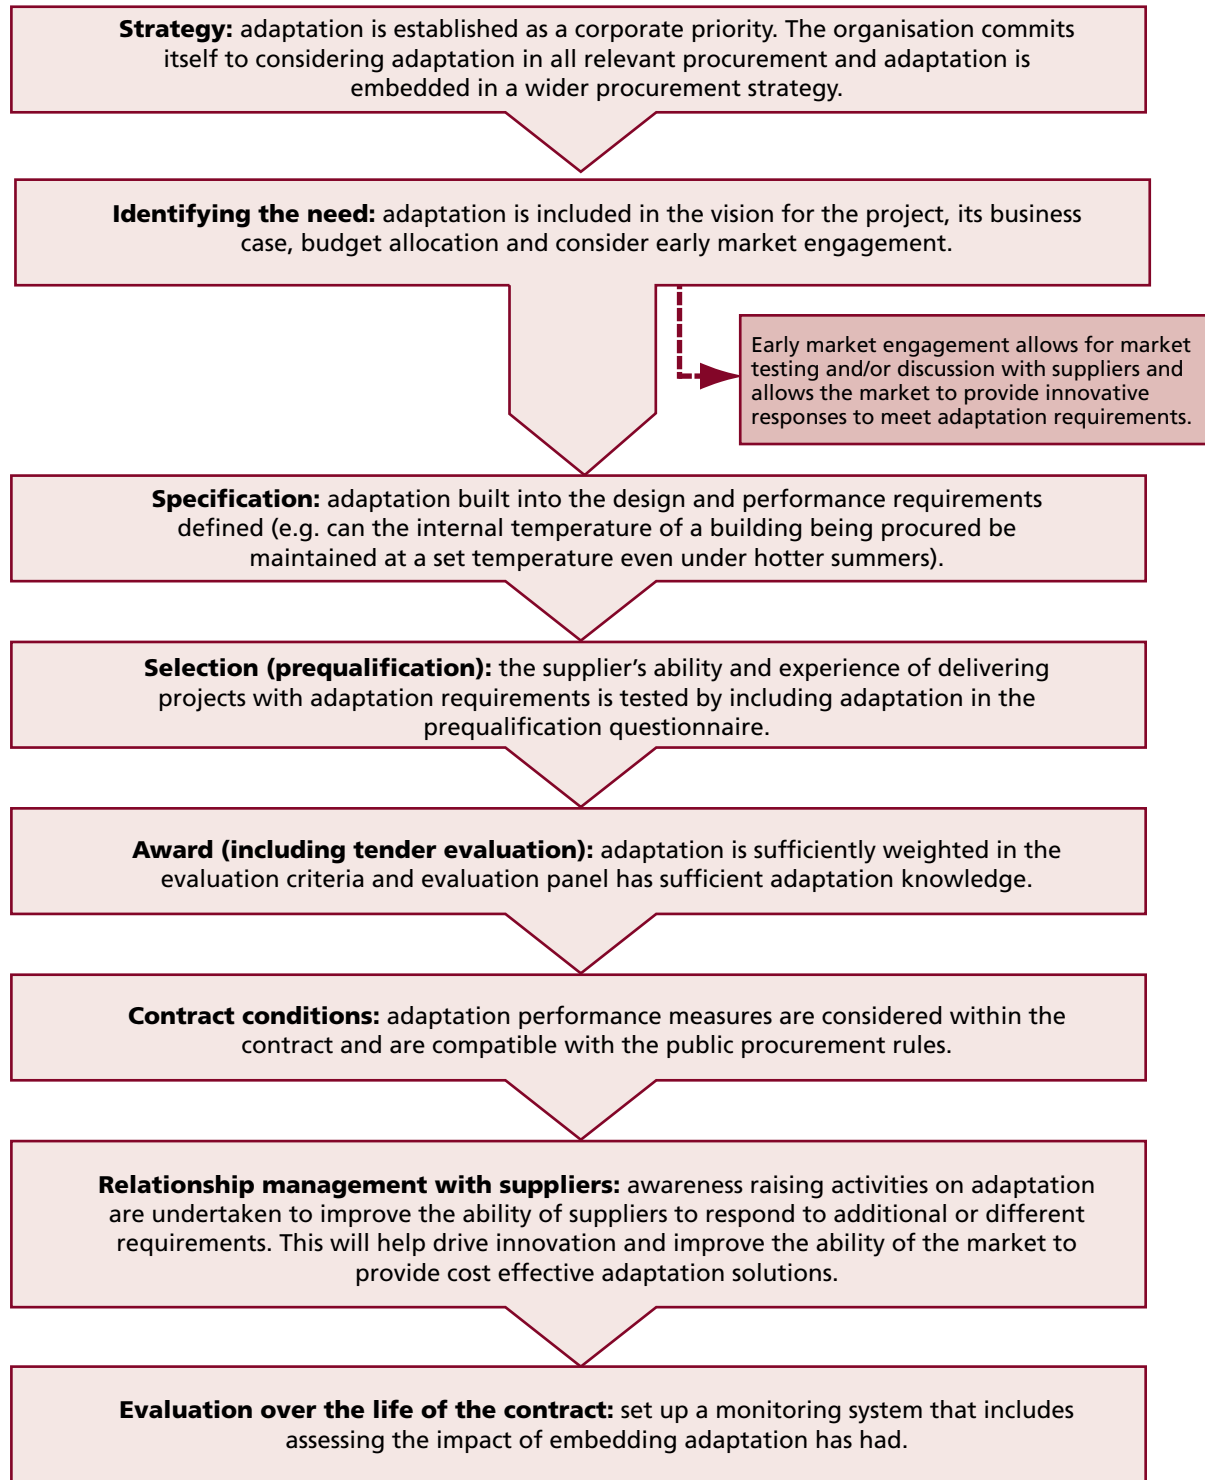 Strategy: adaptation is established as a corporate priority. The organisation commits
itself to considering adaptation in all relevant procurement and adaptation is
embedded in a wider procurement strategy.
Identifying the need: adaptation is included in the vision for the project, its business
case, budget allocation and consider early market engagement.
Early market engagement allows for market
testing and/or discussion with suppliers and
allows the market to provide innovative
responses to meet adaptation requirements.
Specification: adaptation built into the design and performance requirements
defined (e.g. can the internal temperature of a building being procured be
maintained at a set temperature even under hotter summers).
Selection (prequalification): the supplier's ability and experience of delivering
projects with adaptation requirements is tested by including adaptation in the
prequalification questionnaire.
Award (including tender evaluation): adaptation is sufficiently weighted in the
evaluation criteria and evaluation panel has sufficient adaptation knowledge.
Contract conditions: adaptation performance measures are considered within the
contract and are compatible with the public procurement rules.
Relationship management with suppliers: awareness raising activities on adaptation
are undertaken to improve the ability of suppliers to respond to additional or different
requirements. This will help drive innovation and improve the ability of the market to
provide cost effective adaptation solutions.
Evaluation over the life of the contract: set up a monitoring system that includes
assessing the impact of embedding adaptation has had.